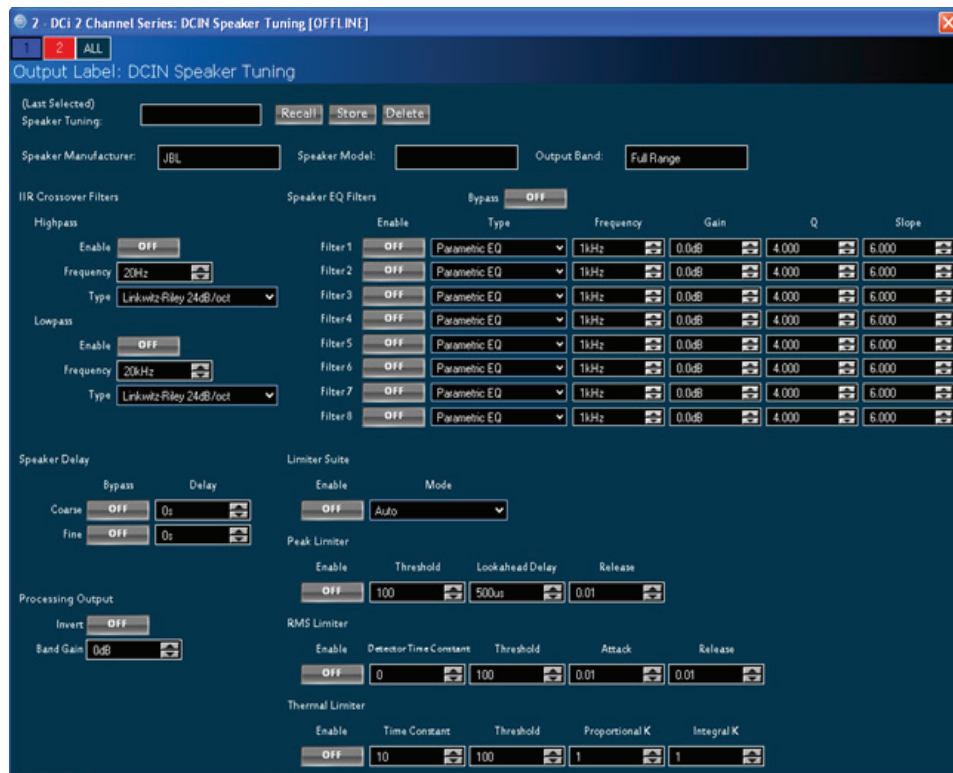 2 - DCi 2 Channel Series: DCIN Speaker Tuning [OFFLINE]
1 2 ALL
Output Label: DCIN Speaker Tuning
(Last Selected)
Speaker Tuning: Recall Store Delete
Speaker Manufacturer: JBL Speaker Model: Output Band: Full Range
IIR Crossover Filters Speaker EQ Filters Bypass OFF
Highpass Enable Type Frequency Gain Q Slope
Enable OFF Filter 1 OFF Parametric EQ 1kHz 0.0dB 4.000 6.000
Frequency 20Hz Filter 2 OFF Parametric EQ 1kHz 0.0dB 4.000 6.000
Type Linkwitz-Riley 24dB/oct Filter 3 OFF Parametric EQ 1kHz 0.0dB 4.000 6.000
Lowpass Filter 4 OFF Parametric EQ 1kHz 0.0dB 4.000 6.000
Enable OFF Filter 5 OFF Parametric EQ 1kHz 0.0dB 4.000 6.000
Frequency 20kHz Filter 6 OFF Parametric EQ 1kHz 0.0dB 4.000 6.000
Type Linkwitz-Riley 24dB/oct Filter 7 OFF Parametric EQ 1kHz 0.0dB 4.000 6.000
Filter 8 OFF Parametric EQ 1kHz 0.0dB 4.000 6.000
Speaker Delay Limiter Suite
Bypass Delay Enable Mode
Coarse OFF 0s OFF Auto
Fine OFF 0s
Peak Limiter
Enable Threshold Lookahead Delay Release
OFF 100 500us 0.01
Processing Output
Invert OFF RMS Limiter
Band Gain 0dB Enable Detector Time Constant Threshold Attack Release
OFF 0 100 0.01 0.01
Thermal Limiter
Enable Time Constant Threshold Proportional K Integral K
OFF 10 100 1 1